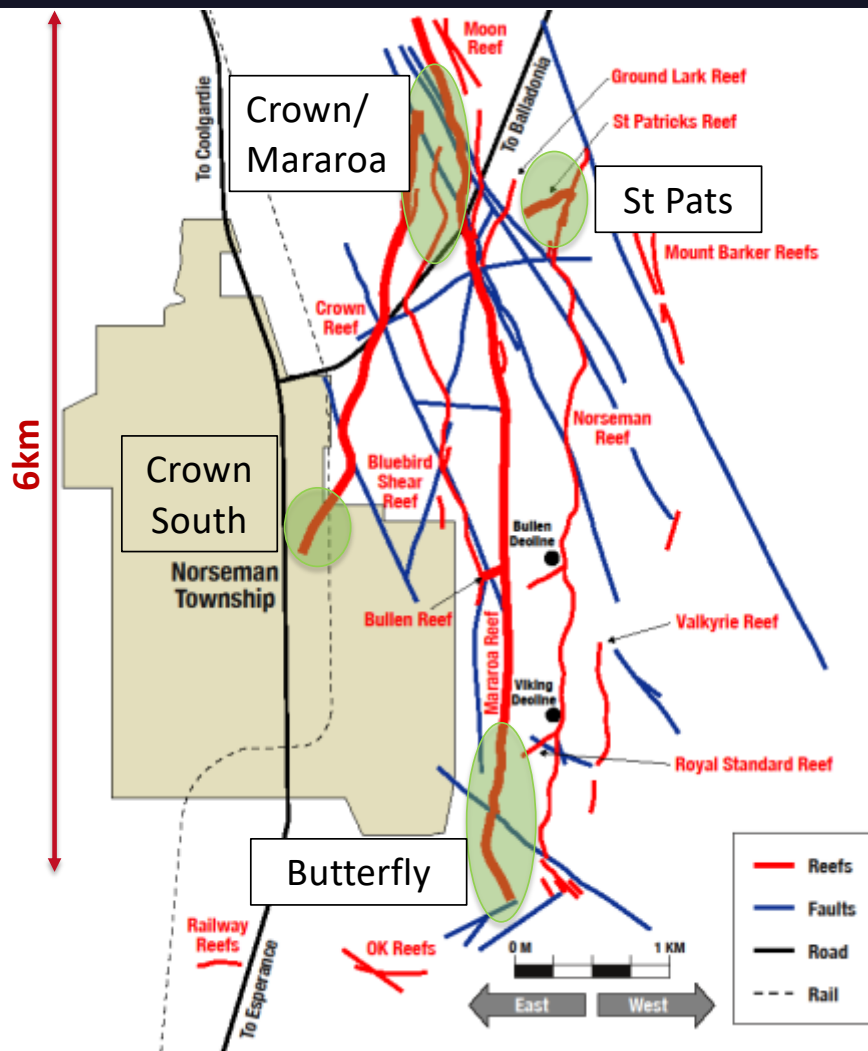 Moon
Reef
Ground Lark Reef
To Balladonia
To Coolgardie
Crown/
Mararoa
St Patricks Reef
St Pats
Mount Barker Reefs
Crown
Reef
6km
Norseman
Reef
Crown
South
Bluebird
Shear
Reef
Bullen
Deoline
Norseman
Township
Bullen Reef
Valkyrie Reef
Mararoa Reef
Viking
Deoline
Royal Standard Reef
Butterfly
Railway
Reefs
OK Reefs
To Esperance
0 M
1 KM
East
West
Reefs
Faults
Road
Rail